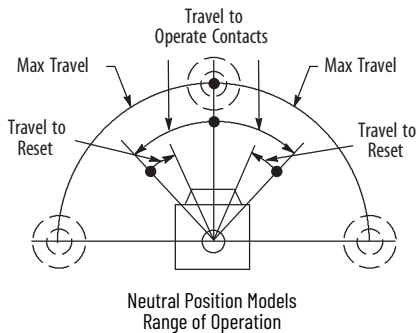 Travel to
Operate Contacts
Max Travel
Max Travel
Travel to
Reset
Travel to
Reset
Neutral Position Models
Range of Operation